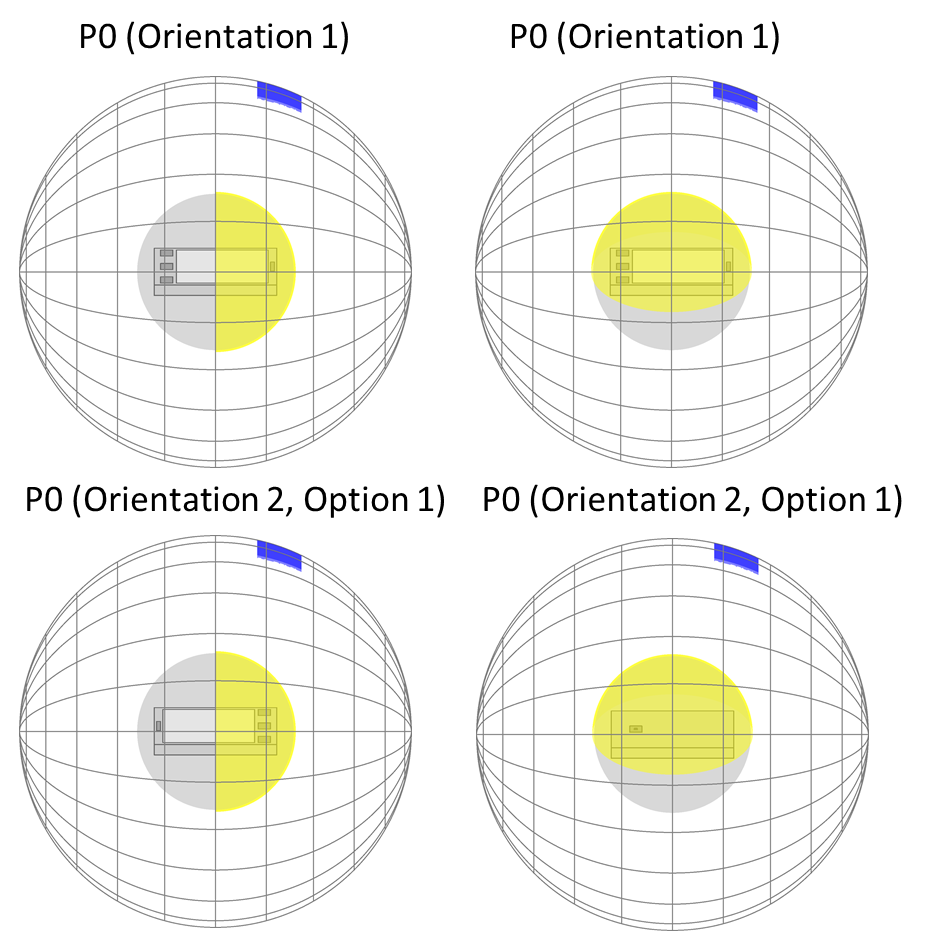 P0 (Orientation 1)
P0 (Orientation 1)
P0 (Orientation 2, Option 1)
P0 (Orientation 2, Option 1)